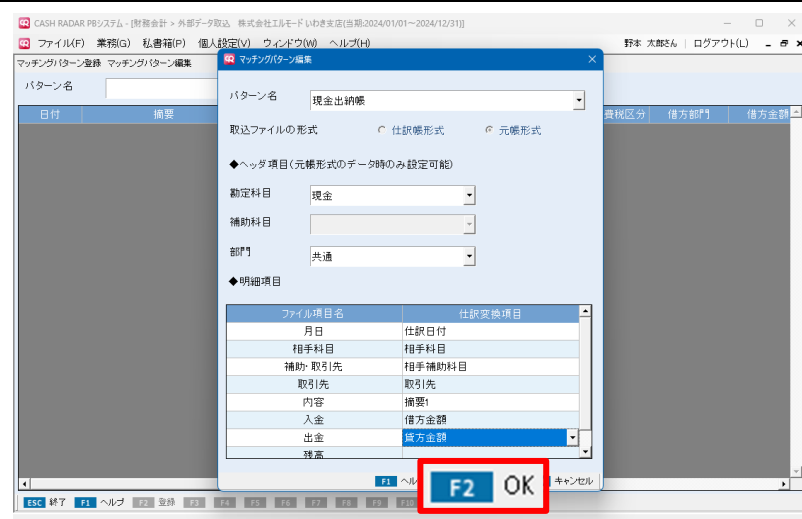 CASH RADAR PBシステム - [財務会計 > 外部データ取込 株式会社エルモード いわき支店(当期:2024/01/01～2024/12/31)]
ファイル(F) 業務(G) 私書箱(P) 個人設定(V) ウィンドウ(W) ヘルプ(H) 野本 太郎さん ログアウト(L)
マッチングパターン登録 マッチングパターン編集
パターン名
日付 摘要 費税区分 借方部門 借方金額
マッチングパターン編集
パターン名 現金出納帳
取込ファイルの形式 仕訳帳形式 元帳形式
◆ヘッダ項目(元帳形式のデータ時のみ設定可能)
勘定科目 現金
補助科目
部門 共通
◆明細項目
ファイル項目名 仕訳変換項目
月日 仕訳日付
相手科目 相手科目
補助・取引先 相手補助科目
取引先 取引先
内容 摘要1
入金 借方金額
出金 貸方金額
残高
F1 ヘル F2 OK キャンセル
ESC 終了 F1 ヘルプ F2 登録 F3 F4 F5 F6 F7 F8 F9 F10